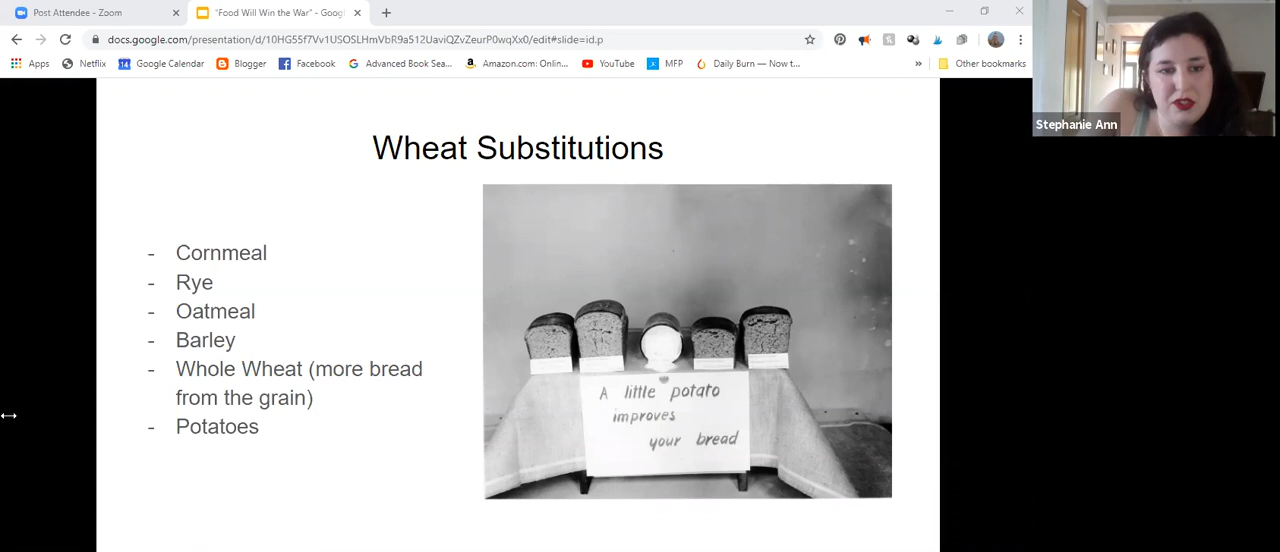 Post Attendee - Zoom
"Food Will Win the War" - Goog
docs.google.com/presentation/d/10HG55f7Vv1USOSLHmVbR9a512UaviQZvZeurP0wqXx0/edit#slide=id.p
Apps Netflix Google Calendar Blogger Facebook Advanced Book Sea... Amazon.com: Onlin... YouTube MFP Daily Burn — Now t... » Other bookmarks
Stephanie Ann
Wheat Substitutions
- Cornmeal
- Rye
- Oatmeal
- Barley
- Whole Wheat (more bread
from the grain)
- Potatoes
A little potato
improves
your bread